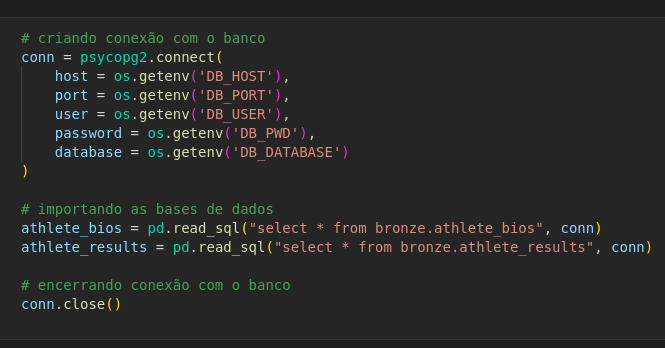 # criando conexão com o banco
conn = psycopg2.connect(
    host = os.getenv('DB_HOST'),
    port = os.getenv('DB_PORT'),
    user = os.getenv('DB_USER'),
    password = os.getenv('DB_PWD'),
    database = os.getenv('DB_DATABASE')
)
# importando as bases de dados
athlete_bios = pd.read_sql("select * from bronze.athlete_bios", conn)
athlete_results = pd.read_sql("select * from bronze.athlete_results", conn)
# encerrando conexão com o banco
conn.close()